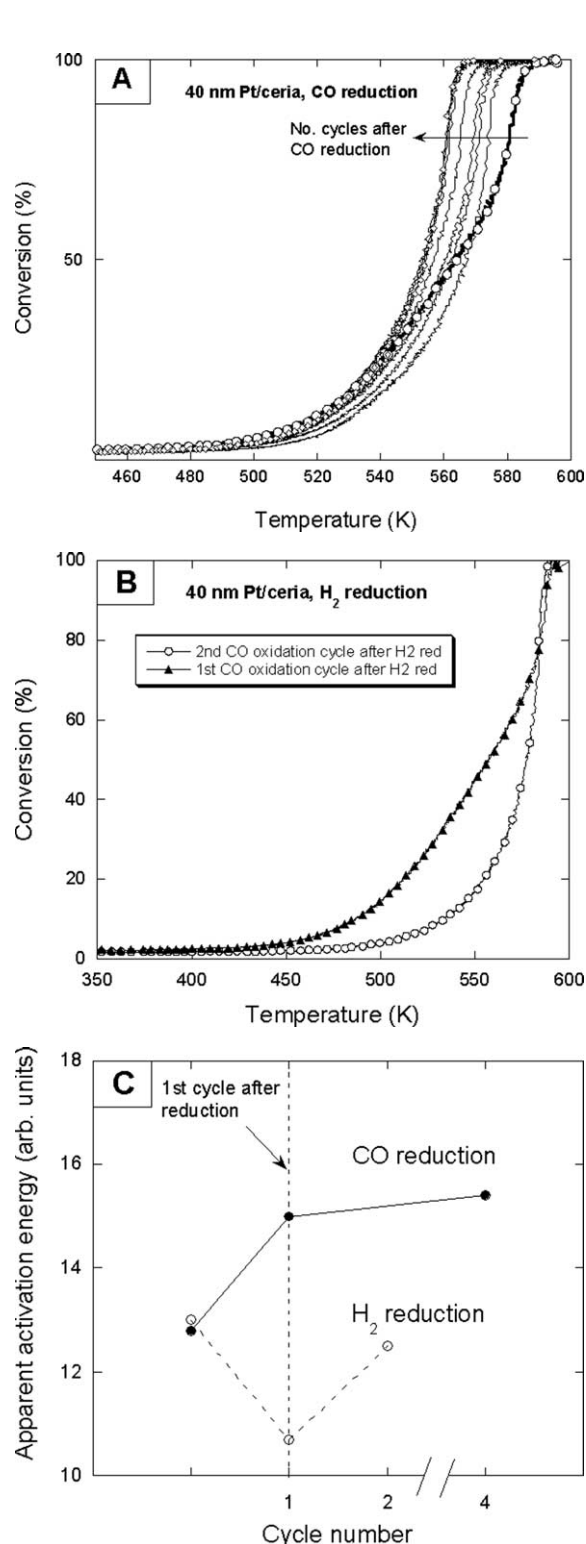 100
A
40 nm Pt/ceria, CO reduction
No. cycles after
CO reduction
50
Conversion (%)
460 480 500 520 540 560 580 600
Temperature (K)
100
B
40 nm Pt/ceria, H2 reduction
2nd CO oxidation cycle after H2 red
1st CO oxidation cycle after H2 red
80
60
40
20
0
Conversion (%)
350 400 450 500 550 600
Temperature (K)
18
C
1st cycle after
reduction
CO reduction
16
14
H2 reduction
12
10
Apparent activation energy (arb. units)
1 2 4
Cycle number